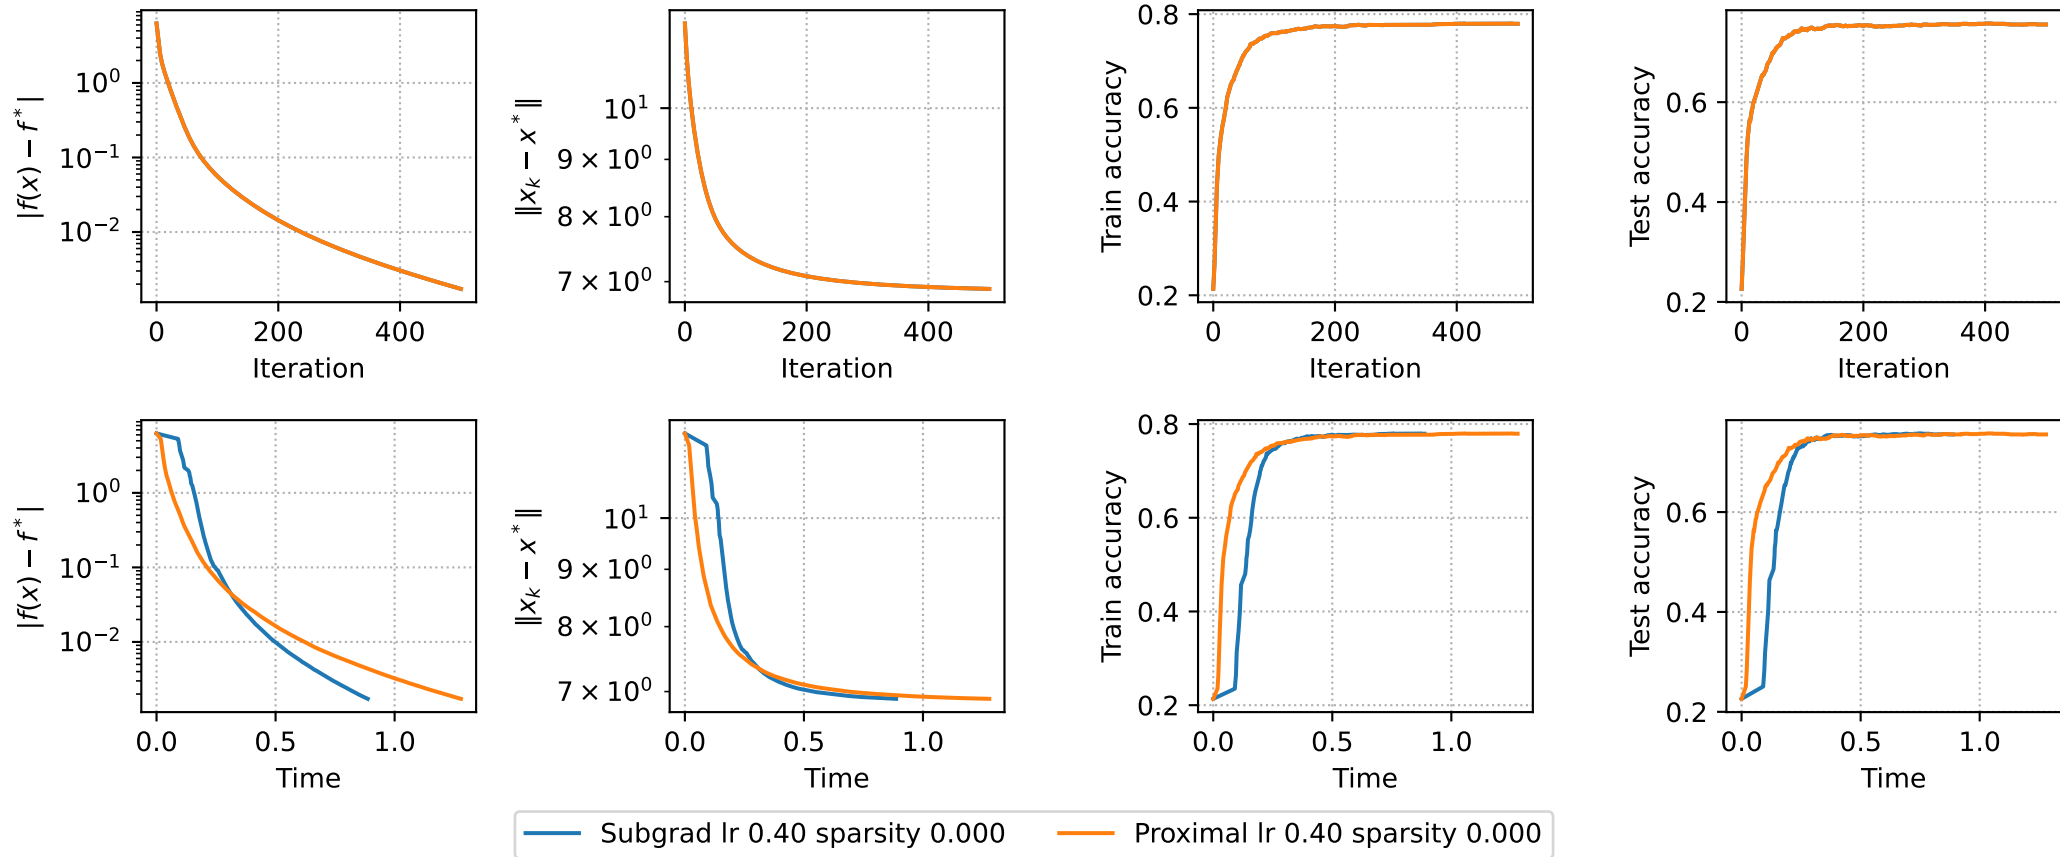 |f(x) − f*|
10⁰
10⁻¹
10⁻²
0 200 400
Iteration
‖x_k − x*‖
10¹
9 × 10⁰
8 × 10⁰
7 × 10⁰
0 200 400
Iteration
Train accuracy
0.8
0.6
0.4
0.2
0 200 400
Iteration
Test accuracy
0.6
0.4
0.2
0 200 400
Iteration
|f(x) − f*|
10⁰
10⁻¹
10⁻²
0.0 0.5 1.0
Time
‖x_k − x*‖
10¹
9 × 10⁰
8 × 10⁰
7 × 10⁰
0.0 0.5 1.0
Time
Train accuracy
0.8
0.6
0.4
0.2
0.0 0.5 1.0
Time
Test accuracy
0.6
0.4
0.2
0.0 0.5 1.0
Time
Subgrad lr 0.40 sparsity 0.000
Proximal lr 0.40 sparsity 0.000